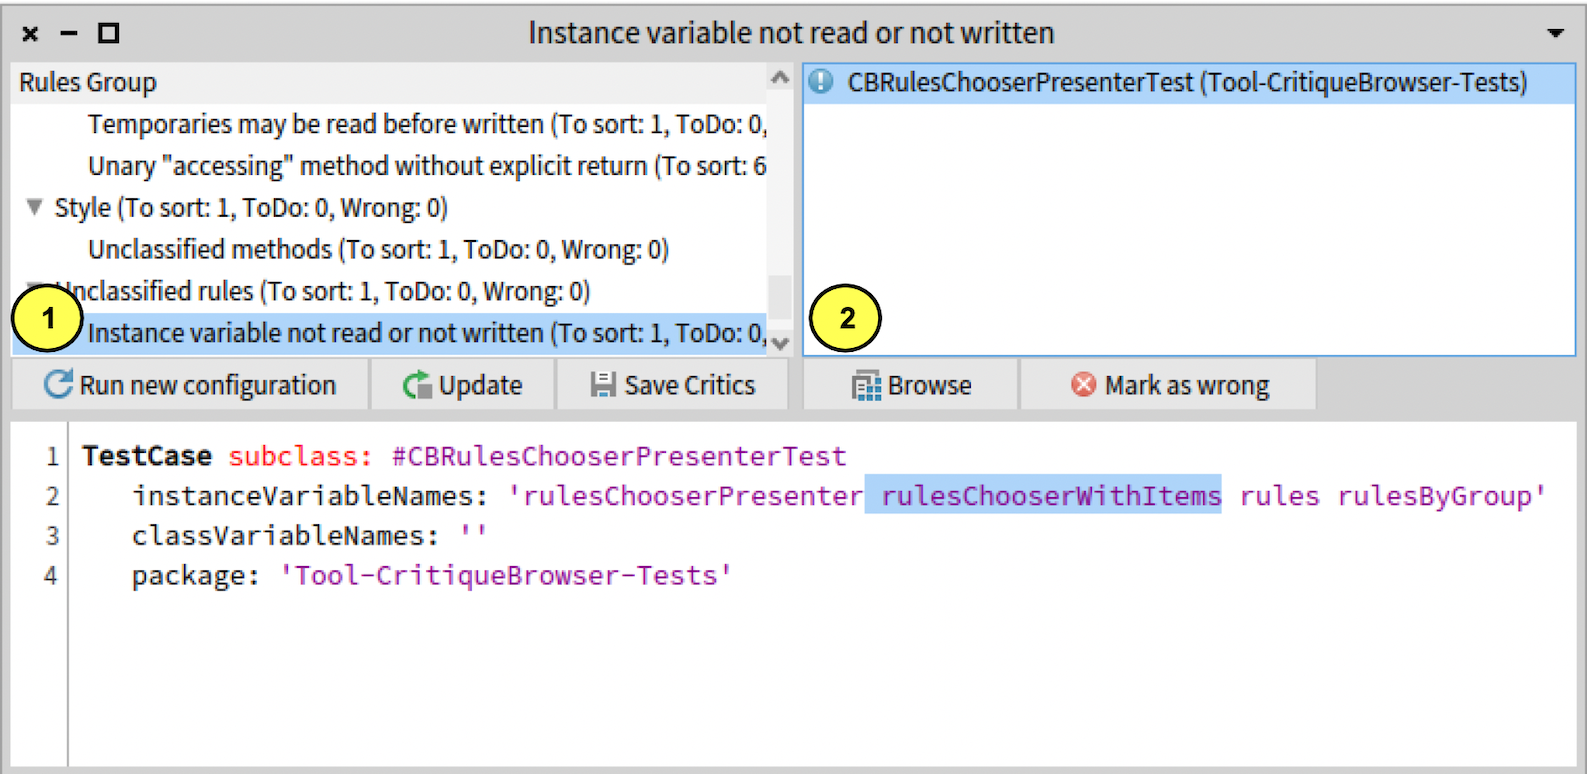 Instance variable not read or not written
Rules Group
Temporaries may be read before written (To sort: 1, ToDo: 0,
Unary "accessing" method without explicit return (To sort: 6
Style (To sort: 1, ToDo: 0, Wrong: 0)
Unclassified methods (To sort: 1, ToDo: 0, Wrong: 0)
Unclassified rules (To sort: 1, ToDo: 0, Wrong: 0)
1
Instance variable not read or not written (To sort: 1, ToDo: 0,
CBRulesChooserPresenterTest (Tool-CritiqueBrowser-Tests)
2
Run new configuration Update Save Critics Browse Mark as wrong
1 TestCase subclass: #CBRulesChooserPresenterTest
2 instanceVariableNames: 'rulesChooserPresenter rulesChooserWithItems rules rulesByGroup'
3 classVariableNames: ''
4 package: 'Tool-CritiqueBrowser-Tests'